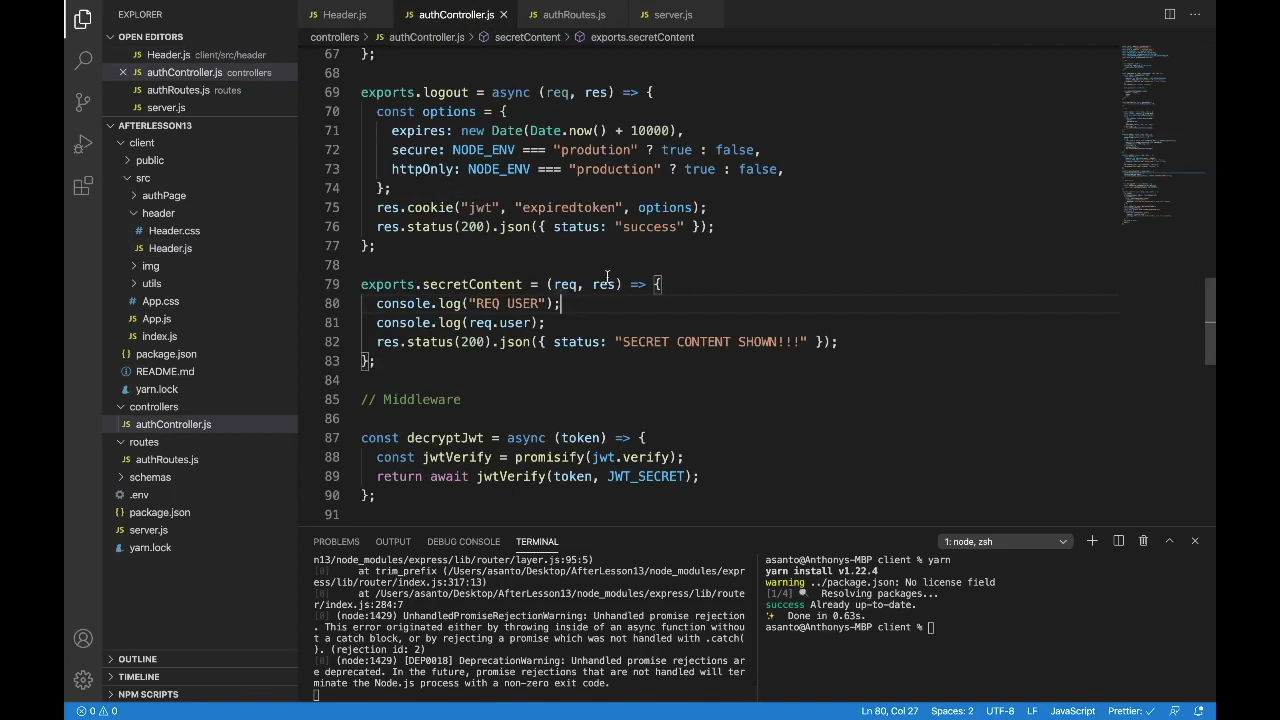 EXPLORER
OPEN EDITORS
JS Header.js client/src/header
JS authController.js controllers
JS authRoutes.js routes
JS server.js
AFTERLESSON13
client
public
src
authPage
header
Header.css
JS Header.js
img
utils
App.css
JS App.js
JS index.js
package.json
README.md
yarn.lock
controllers
JS authController.js
routes
JS authRoutes.js
schemas
.env
package.json
JS server.js
yarn.lock
OUTLINE
TIMELINE
NPM SCRIPTS
JS Header.js JS authController.js JS authRoutes.js JS server.js
controllers > JS authController.js > secretContent > exports.secretContent
67 };
68
69 exports.logout = async (req, res) => {
70 const options = {
71 expires: new Date(Date.now() + 10000),
72 secure: NODE_ENV === "prodution" ? true : false,
73 httpOnly: NODE_ENV === "production" ? true : false,
74 };
75 res.cookie("jwt", "expiredtoken", options);
76 res.status(200).json({ status: "success" });
77 };
78
79 exports.secretContent = (req, res) => {
80 console.log("REQ USER");
81 console.log(req.user);
82 res.status(200).json({ status: "SECRET CONTENT SHOWN!!!" });
83 };
84
85 // Middleware
86
87 const decryptJwt = async (token) => {
88 const jwtVerify = promisify(jwt.verify);
89 return await jwtVerify(token, JWT_SECRET);
90 };
91
PROBLEMS OUTPUT DEBUG CONSOLE TERMINAL 1: node, zsh
n13/node_modules/express/lib/router/layer.js:95:5)
[0] at trim_prefix (/Users/asanto/Desktop/AfterLesson13/node_modules/expr
ess/lib/router/index.js:317:13)
[0] at /Users/asanto/Desktop/AfterLesson13/node_modules/express/lib/route
r/index.js:284:7
[0] (node:1429) UnhandledPromiseRejectionWarning: Unhandled promise rejection
. This error originated either by throwing inside of an async function withou
t a catch block, or by rejecting a promise which was not handled with .catch(
). (rejection id: 2)
[0] (node:1429) [DEP0018] DeprecationWarning: Unhandled promise rejections ar
e deprecated. In the future, promise rejections that are not handled will ter
minate the Node.js process with a non-zero exit code.
asanto@Anthonys-MBP client % yarn
yarn install v1.22.4
warning ../package.json: No license field
[1/4] Resolving packages...
success Already up-to-date.
Done in 0.63s.
asanto@Anthonys-MBP client %
0 0 Ln 80, Col 27 Spaces: 2 UTF-8 LF JavaScript Prettier: ✓